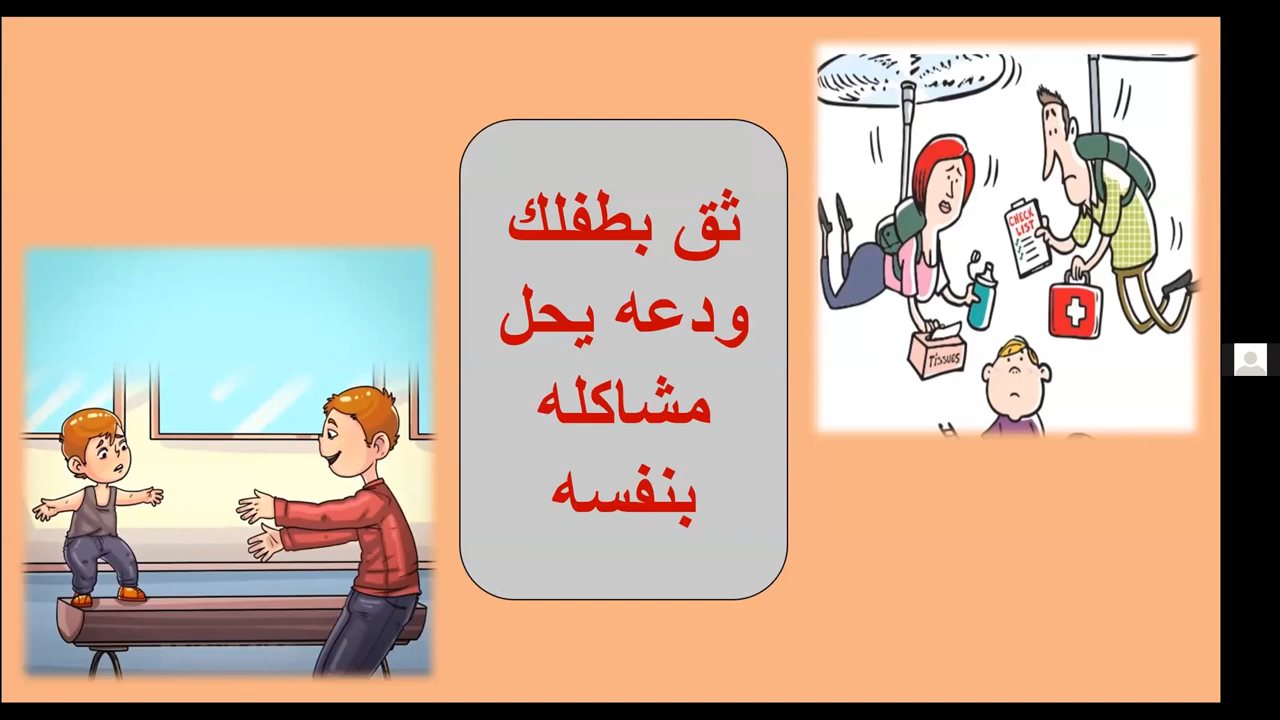 ثق بطفلك
ودعه يحل
مشاكله
بنفسه
CHECK
LIST
TISSUES